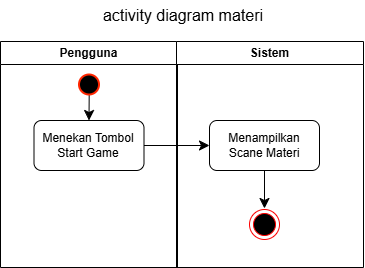 activity diagram materi
Pengguna
Sistem
Menekan Tombol
Start Game
Menampilkan
Scane Materi